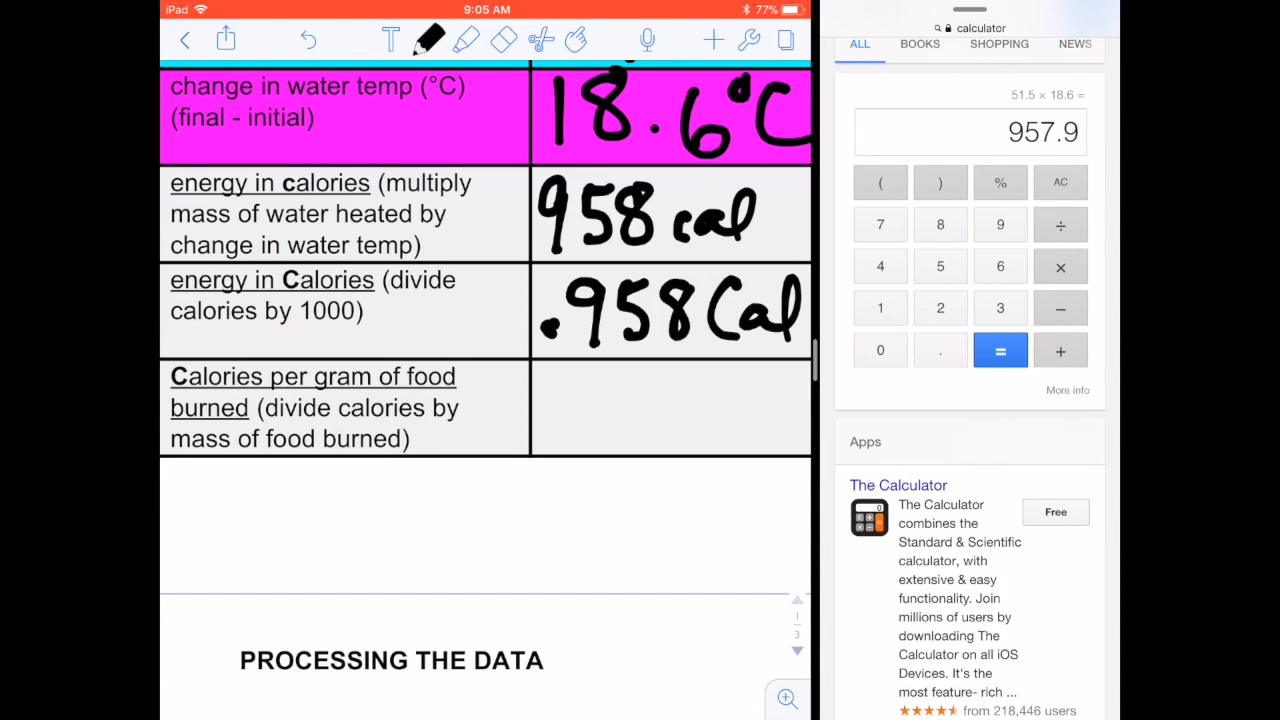 iPad
9:05 AM
77%
change in water temp (°C)
(final - initial)
18.6°C
energy in calories (multiply
mass of water heated by
change in water temp)
958 cal
energy in Calories (divide
calories by 1000)
.958 Cal
Calories per gram of food
burned (divide calories by
mass of food burned)
PROCESSING THE DATA
1
3
calculator
ALL BOOKS SHOPPING NEWS
51.5 × 18.6 =
957.9
( ) % AC
7 8 9 ÷
4 5 6 ×
1 2 3 −
0 . = +
More info
Apps
The Calculator
The Calculator
combines the
Standard & Scientific
calculator, with
extensive & easy
functionality. Join
millions of users by
downloading The
Calculator on all iOS
Devices. It's the
most feature- rich ...
Free
from 218,446 users